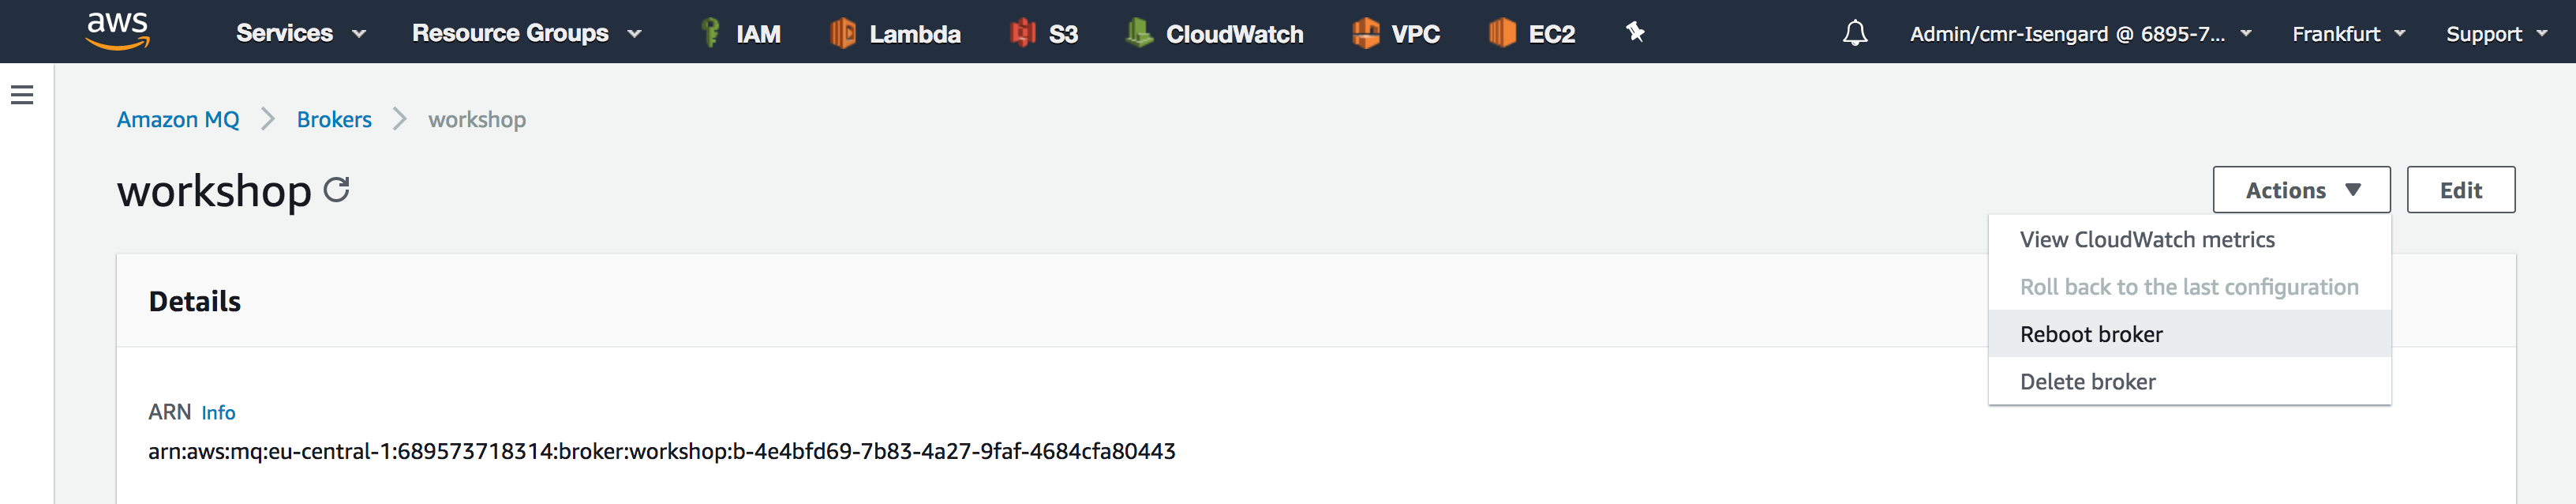 aws Services Resource Groups IAM Lambda S3 CloudWatch VPC EC2 Admin/cmr-Isengard @ 6895-7... Frankfurt Support
Amazon MQ Brokers workshop
workshop Actions Edit
View CloudWatch metrics
Roll back to the last configuration
Reboot broker
Delete broker
Details
ARN Info
arn:aws:mq:eu-central-1:689573718314:broker:workshop:b-4e4bfd69-7b83-4a27-9faf-4684cfa80443